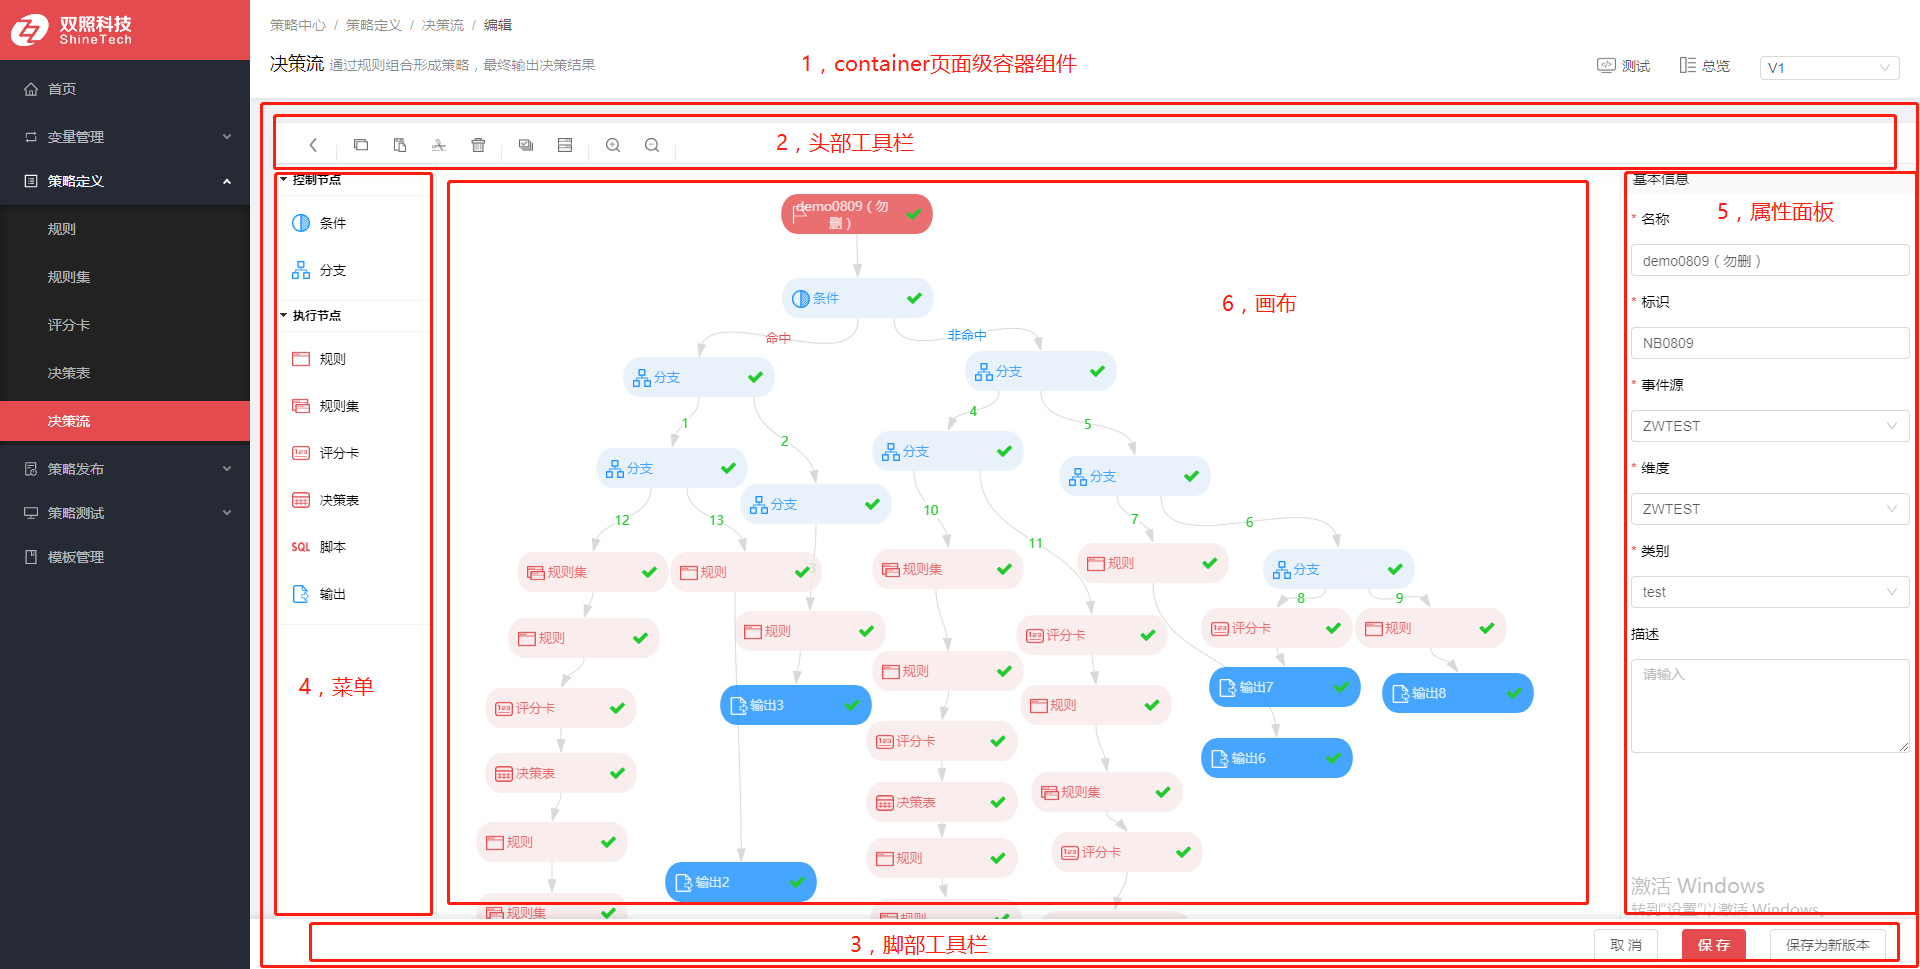 双照科技
ShineTech
首页
变量管理
策略定义
规则
规则集
评分卡
决策表
决策流
策略发布
策略测试
模板管理
策略中心 / 策略定义 / 决策流 / 编辑
决策流 通过规则组合形成策略，最终输出决策结果
1，container页面级容器组件
测试
总览
V1
2，头部工具栏
控制节点
条件
分支
执行节点
规则
规则集
评分卡
决策表
SQL 脚本
输出
4，菜单
demo0809（勿
删）
条件
命中
非命中
6，画布
分支
分支
1
2
4
5
分支
分支
分支
分支
12
13
10
11
7
6
规则集
规则
3
规则集
规则
分支
8
9
规则
规则
评分卡
评分卡
规则
规则
评分卡
输出3
规则
输出7
输出8
评分卡
输出6
决策表
规则集
决策表
规则
规则
评分卡
输出2
规则集
规则
基本信息
5，属性面板
* 名称
demo0809（勿删）
* 标识
NB0809
* 事件源
ZWTEST
* 维度
ZWTEST
* 类别
test
描述
请输入
激活 Windows
转到"设置"以激活 Windows。
3，脚部工具栏
取 消
保 存
保存为新版本